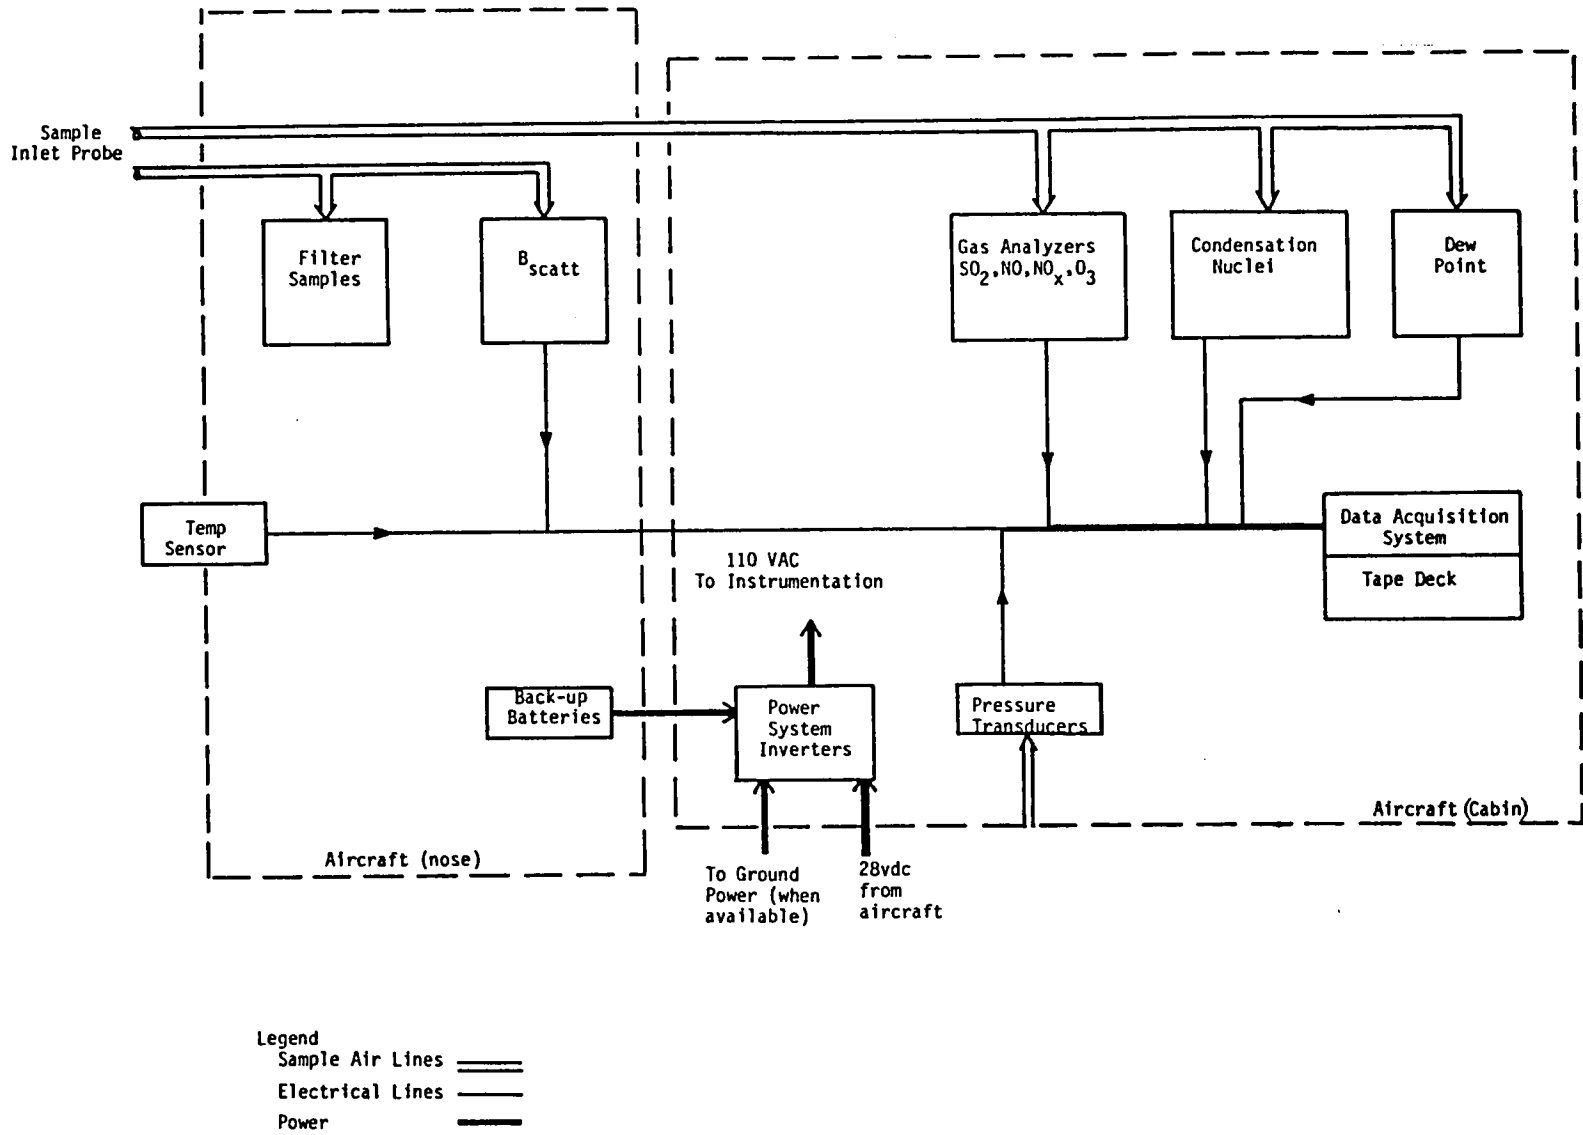 Sample
Inlet Probe
Filter
Samples
Bscatt
Gas Analyzers
SO2,NO,NOx,O3
Condensation
Nuclei
Dew
Point
Temp
Sensor
110 VAC
To Instrumentation
Data Acquisition
System
Tape Deck
Back-up
Batteries
Power
System
Inverters
Pressure
Transducers
Aircraft (Cabin)
Aircraft (nose)
To Ground
Power (when
available)
28vdc
from
aircraft
Legend
Sample Air Lines
Electrical Lines
Power